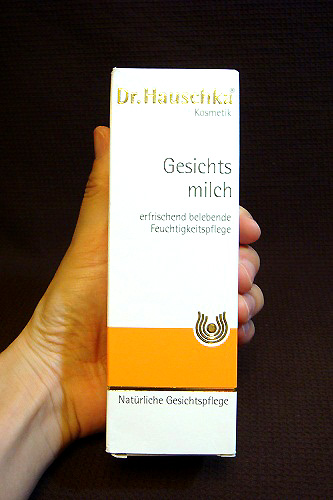 Dr. Hauschka®
Kosmetik
Gesichts
milch
erfrischend belebende
Feuchtigkeitspflege
Natürliche Gesichtspflege